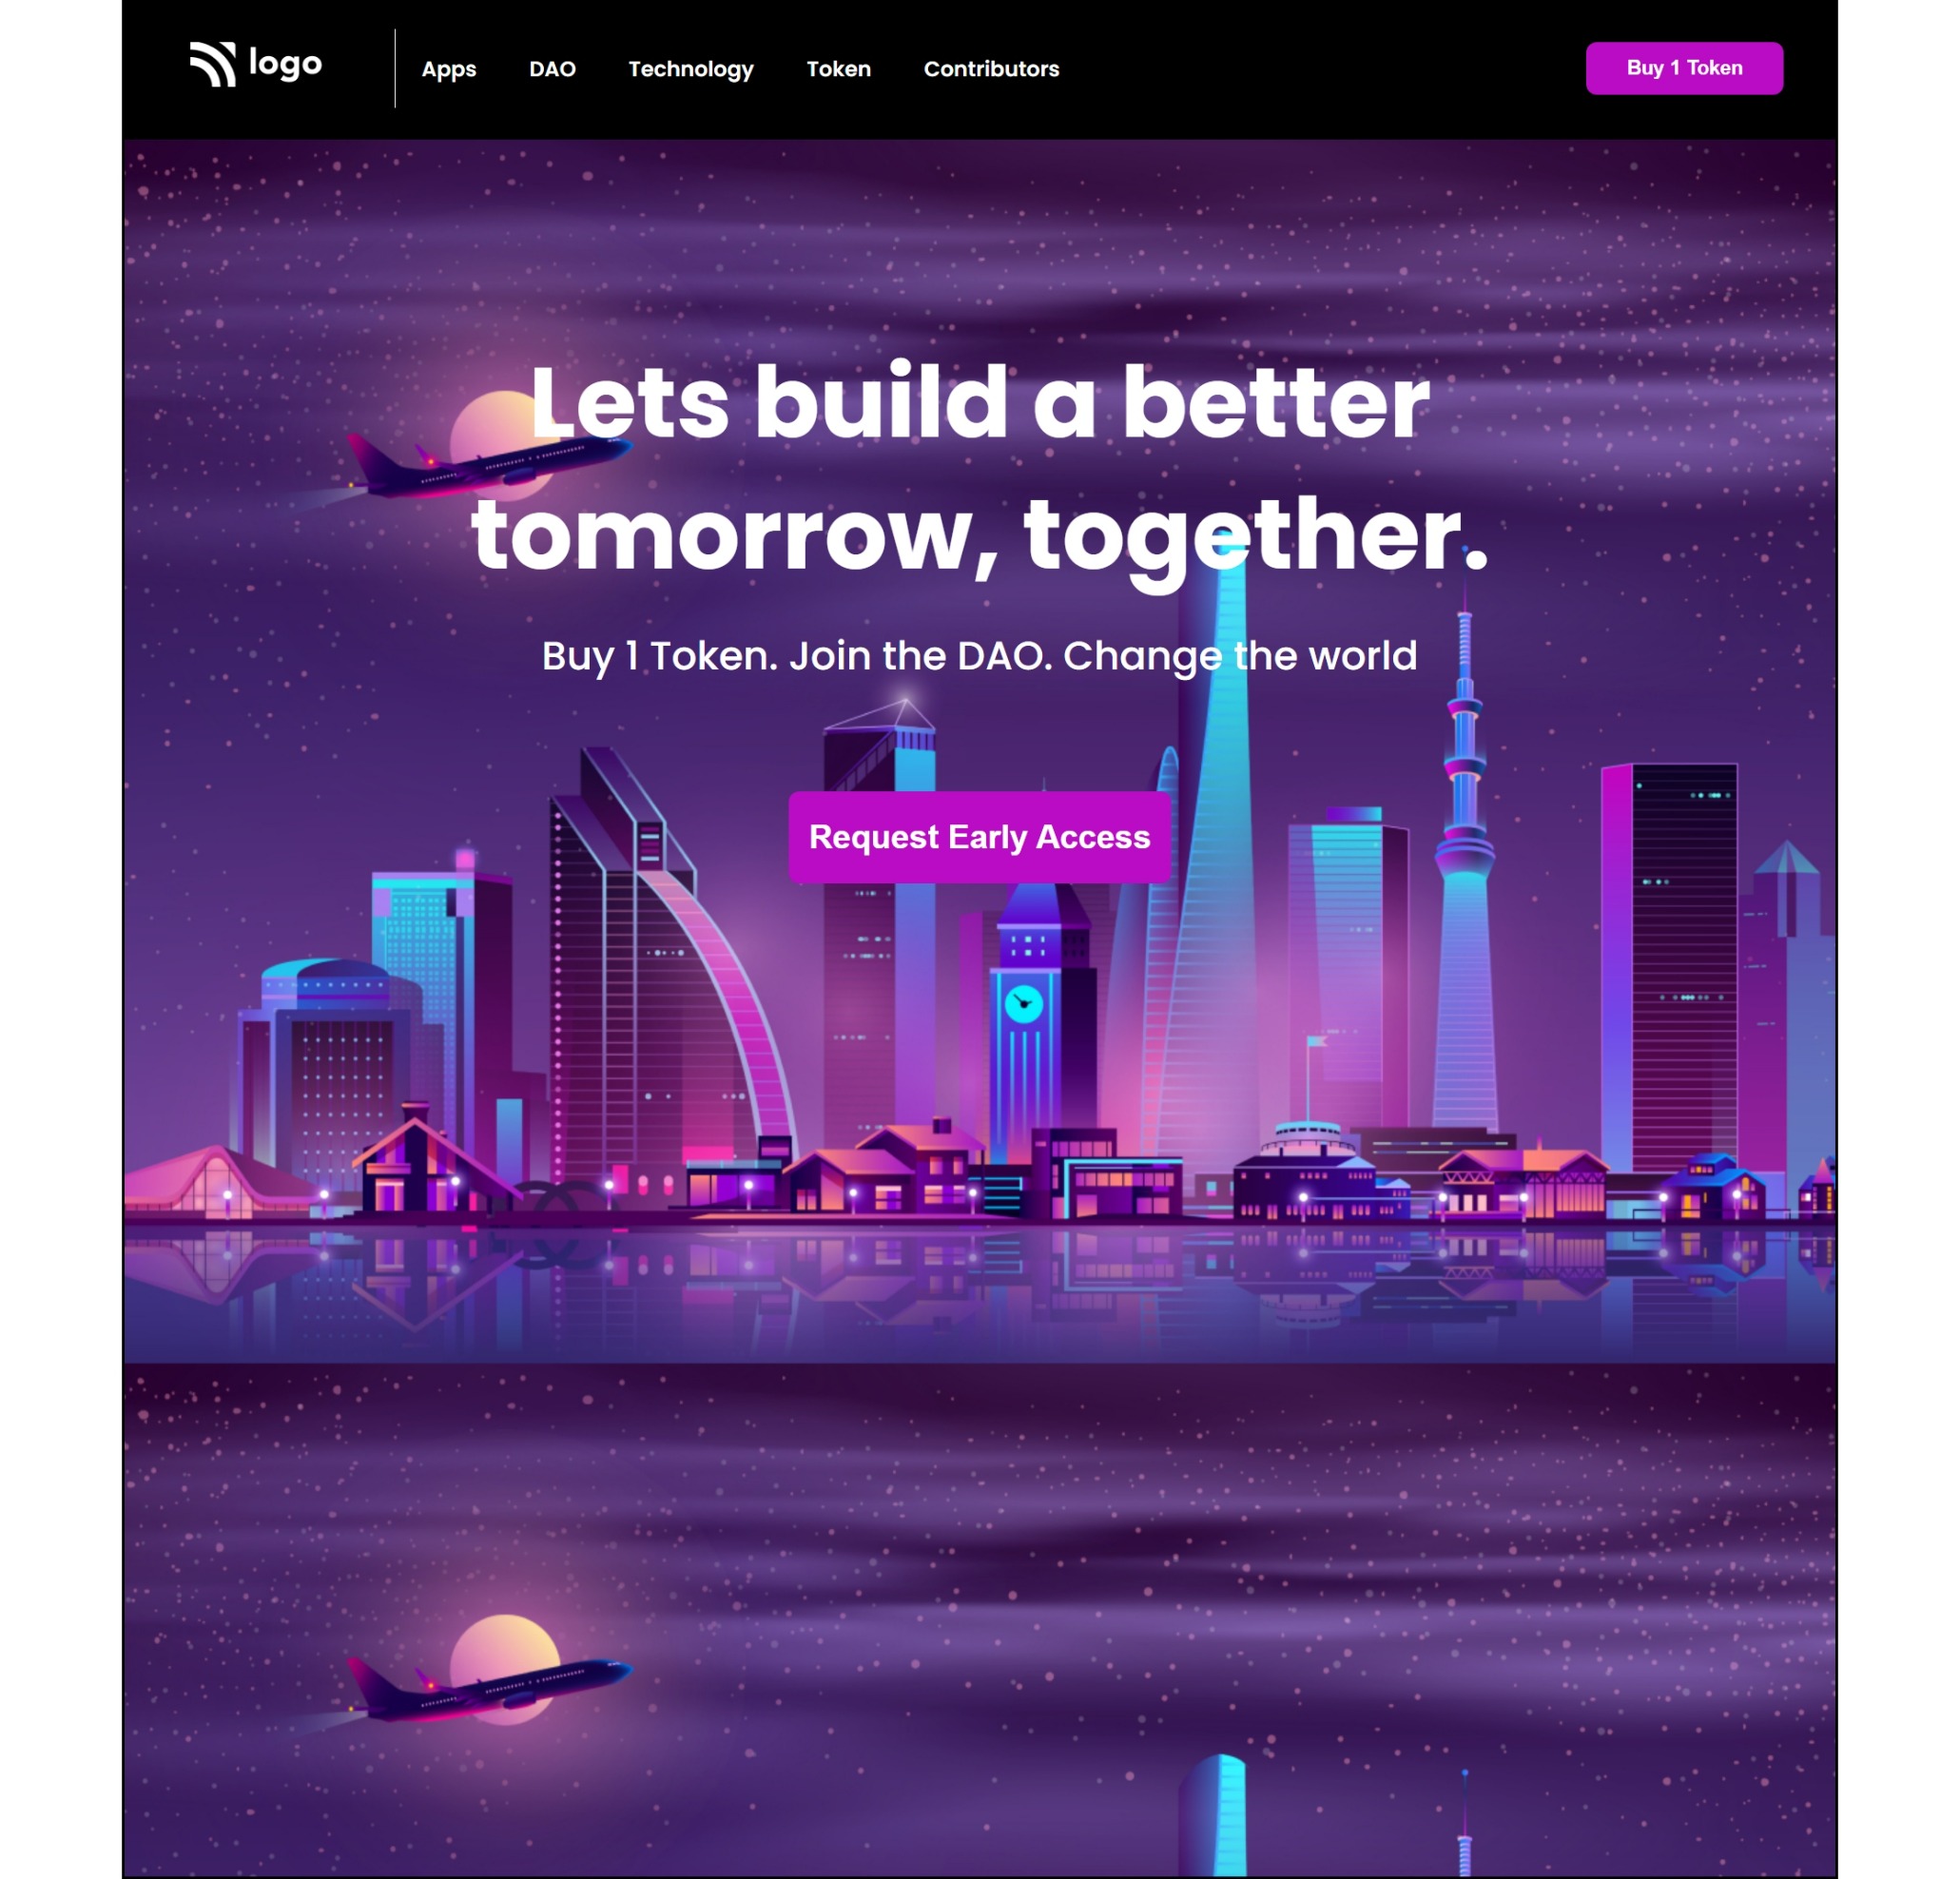 logo
Apps DAO Technology Token Contributors
Buy 1 Token
Lets build a better
tomorrow, together.
Buy 1 Token. Join the DAO. Change the world
Request Early Access